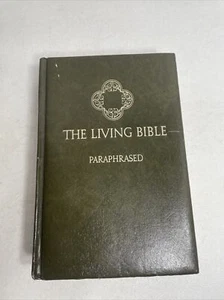 THE LIVING BIBLE
PARAPHRASED